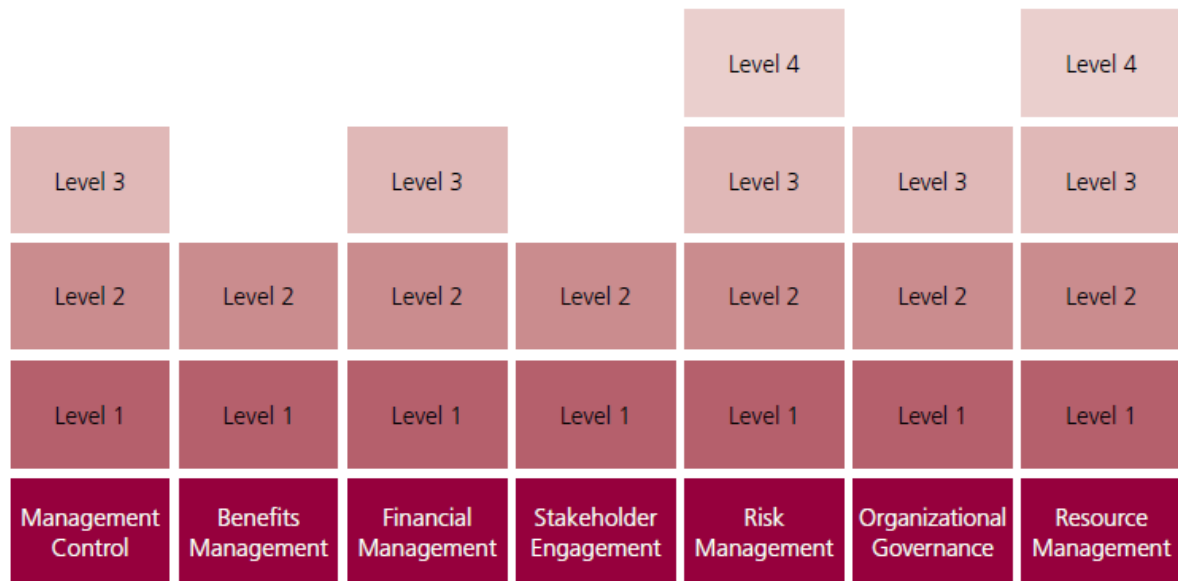 Level 4
Level 4
Level 3
Level 3
Level 3
Level 3
Level 3
Level 2
Level 2
Level 2
Level 2
Level 2
Level 2
Level 2
Level 1
Level 1
Level 1
Level 1
Level 1
Level 1
Level 1
Management
Control
Benefits
Management
Financial
Management
Stakeholder
Engagement
Risk
Management
Organizational
Governance
Resource
Management